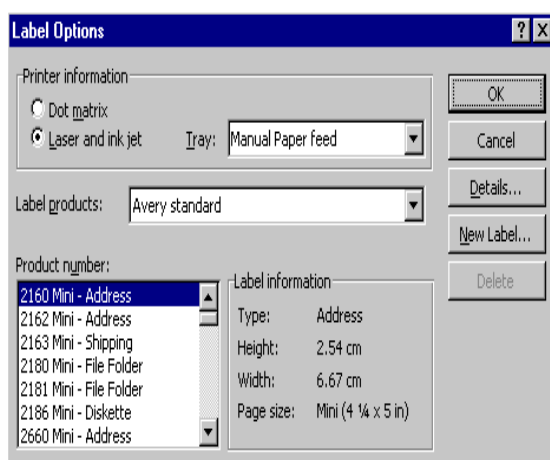 Label Options
Printer information
Dot matrix
Laser and ink jet
Tray: Manual Paper feed
Label products: Avery standard
Product number:
2160 Mini - Address
2162 Mini - Address
2163 Mini - Shipping
2180 Mini - File Folder
2181 Mini - File Folder
2186 Mini - Diskette
2660 Mini - Address
Label information
Type: Address
Height: 2.54 cm
Width: 6.67 cm
Page size: Mini (4 ¼ x 5 in)
OK
Cancel
Details...
New Label...
Delete